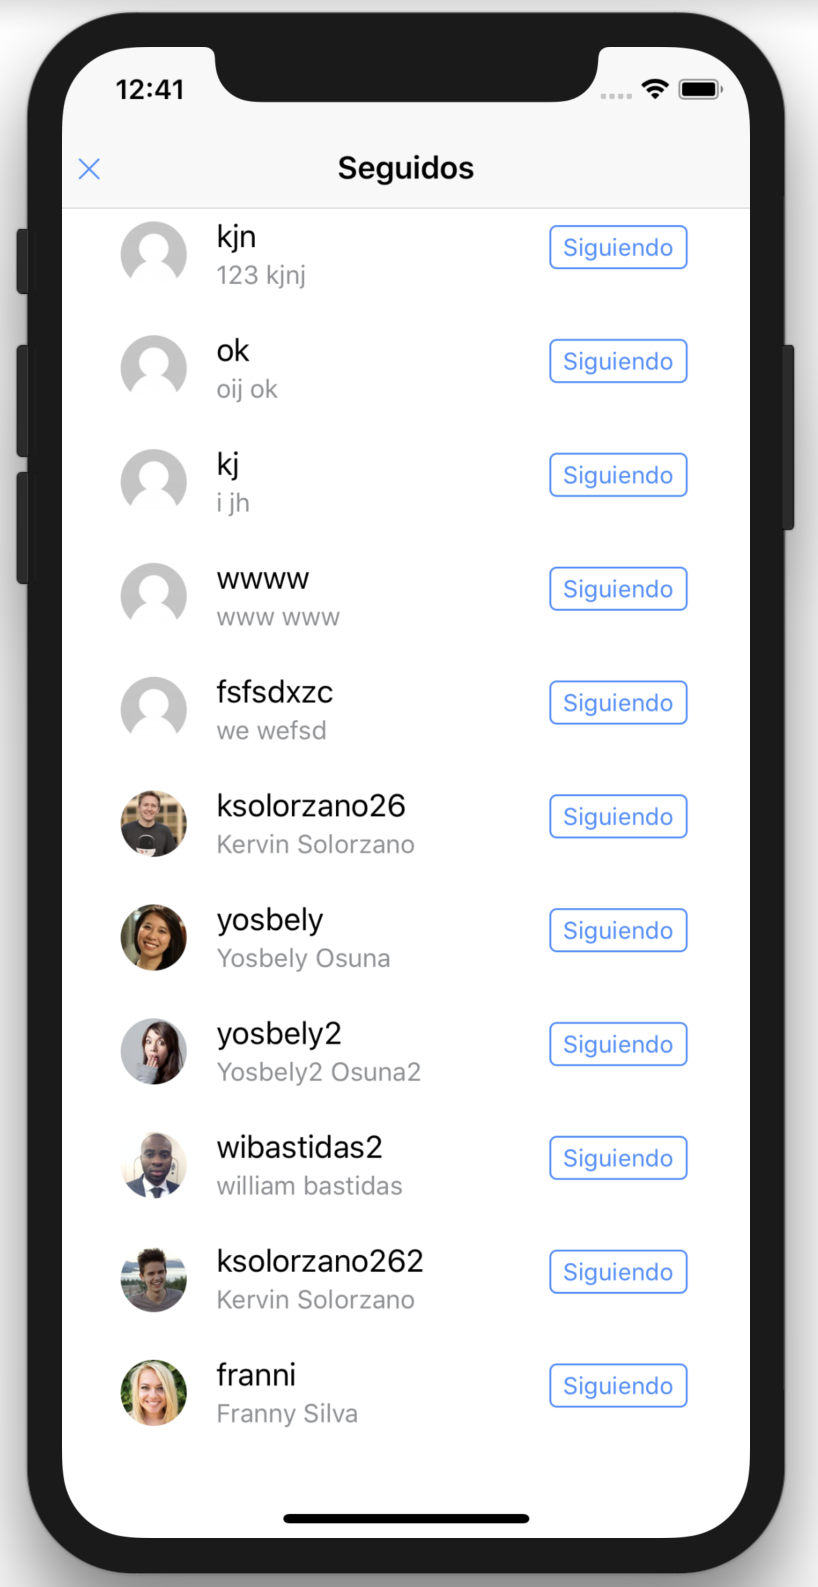 12:41
Seguidos
kjn
123 kjnj
Siguiendo
ok
oij ok
Siguiendo
kj
i jh
Siguiendo
wwww
www www
Siguiendo
fsfsdxzc
we wefsd
Siguiendo
ksolorzano26
Kervin Solorzano
Siguiendo
yosbely
Yosbely Osuna
Siguiendo
yosbely2
Yosbely2 Osuna2
Siguiendo
wibastidas2
william bastidas
Siguiendo
ksolorzano262
Kervin Solorzano
Siguiendo
franni
Franny Silva
Siguiendo